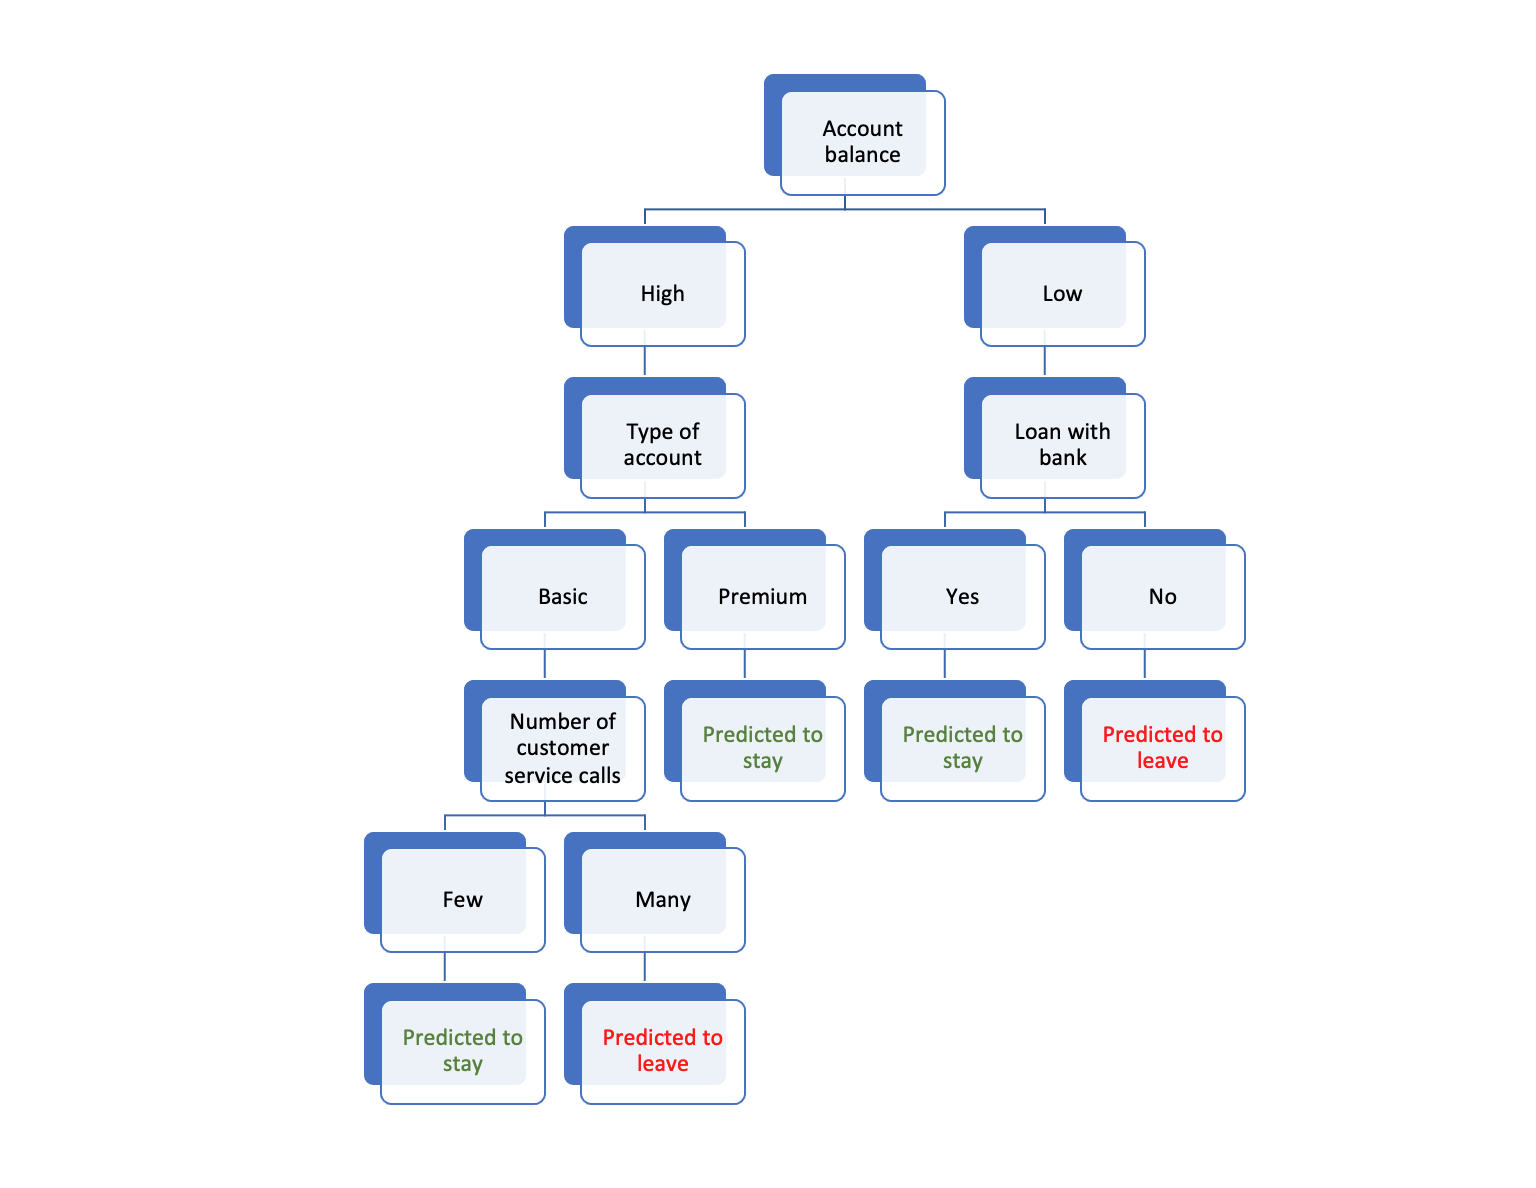 Account
balance
High
Low
Type of
account
Loan with
bank
Basic
Premium
Yes
No
Number of
customer
service calls
Predicted to
stay
Predicted to
stay
Predicted to
leave
Few
Many
Predicted to
stay
Predicted to
leave